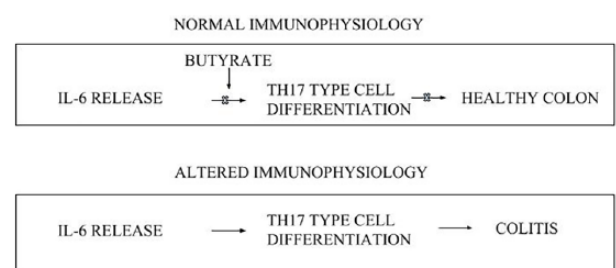 NORMAL IMMUNOPHYSIOLOGY
BUTYRATE
IL-6 RELEASE TH17 TYPE CELL DIFFERENTIATION HEALTHY COLON
ALTERED IMMUNOPHYSIOLOGY
IL-6 RELEASE TH17 TYPE CELL DIFFERENTIATION COLITIS